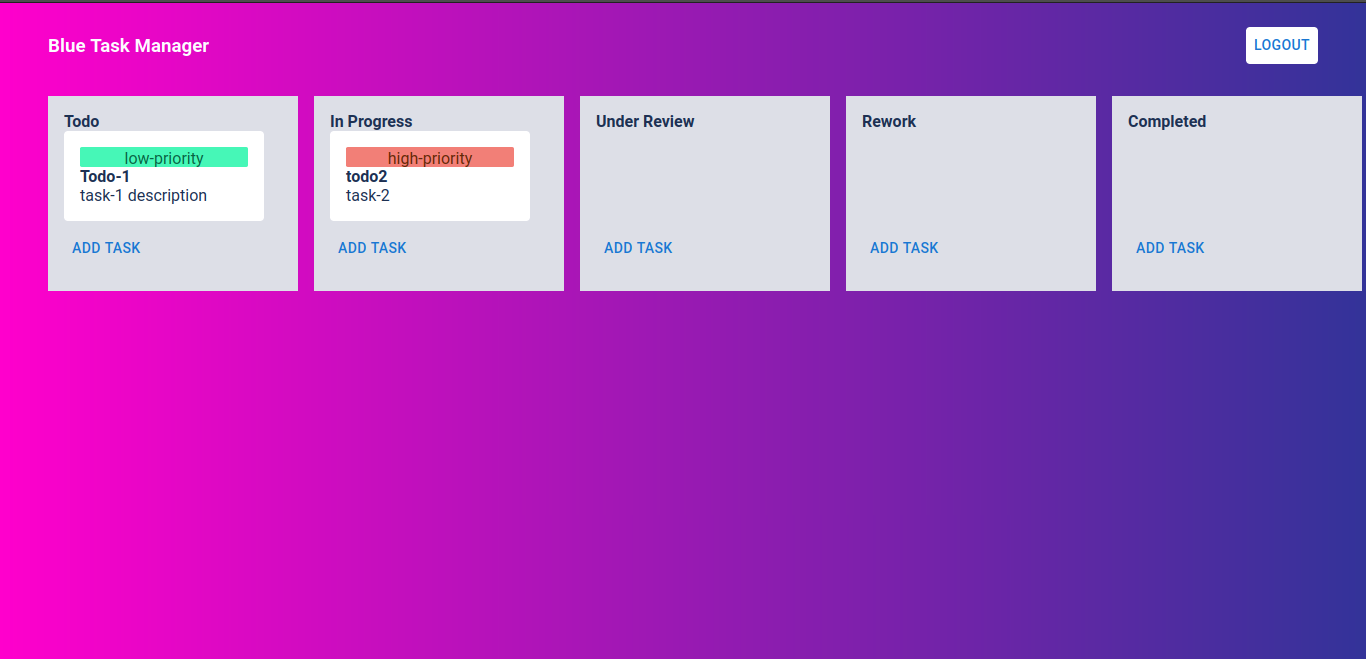 Blue Task Manager
LOGOUT
Todo
low-priority
Todo-1
task-1 description
ADD TASK
In Progress
high-priority
todo2
task-2
ADD TASK
Under Review
ADD TASK
Rework
ADD TASK
Completed
ADD TASK